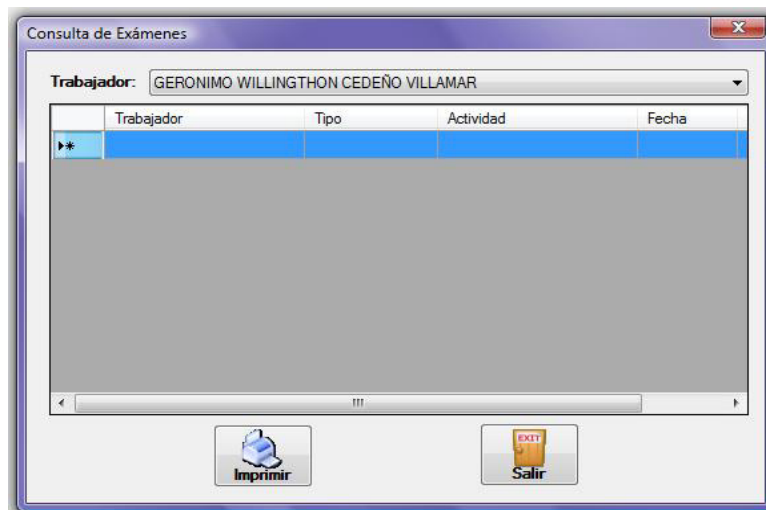 Consulta de Exámenes
Trabajador: GERONIMO WILLINGTHON CEDEÑO VILLAMAR
Trabajador Tipo Actividad Fecha
EXIT
Imprimir Salir